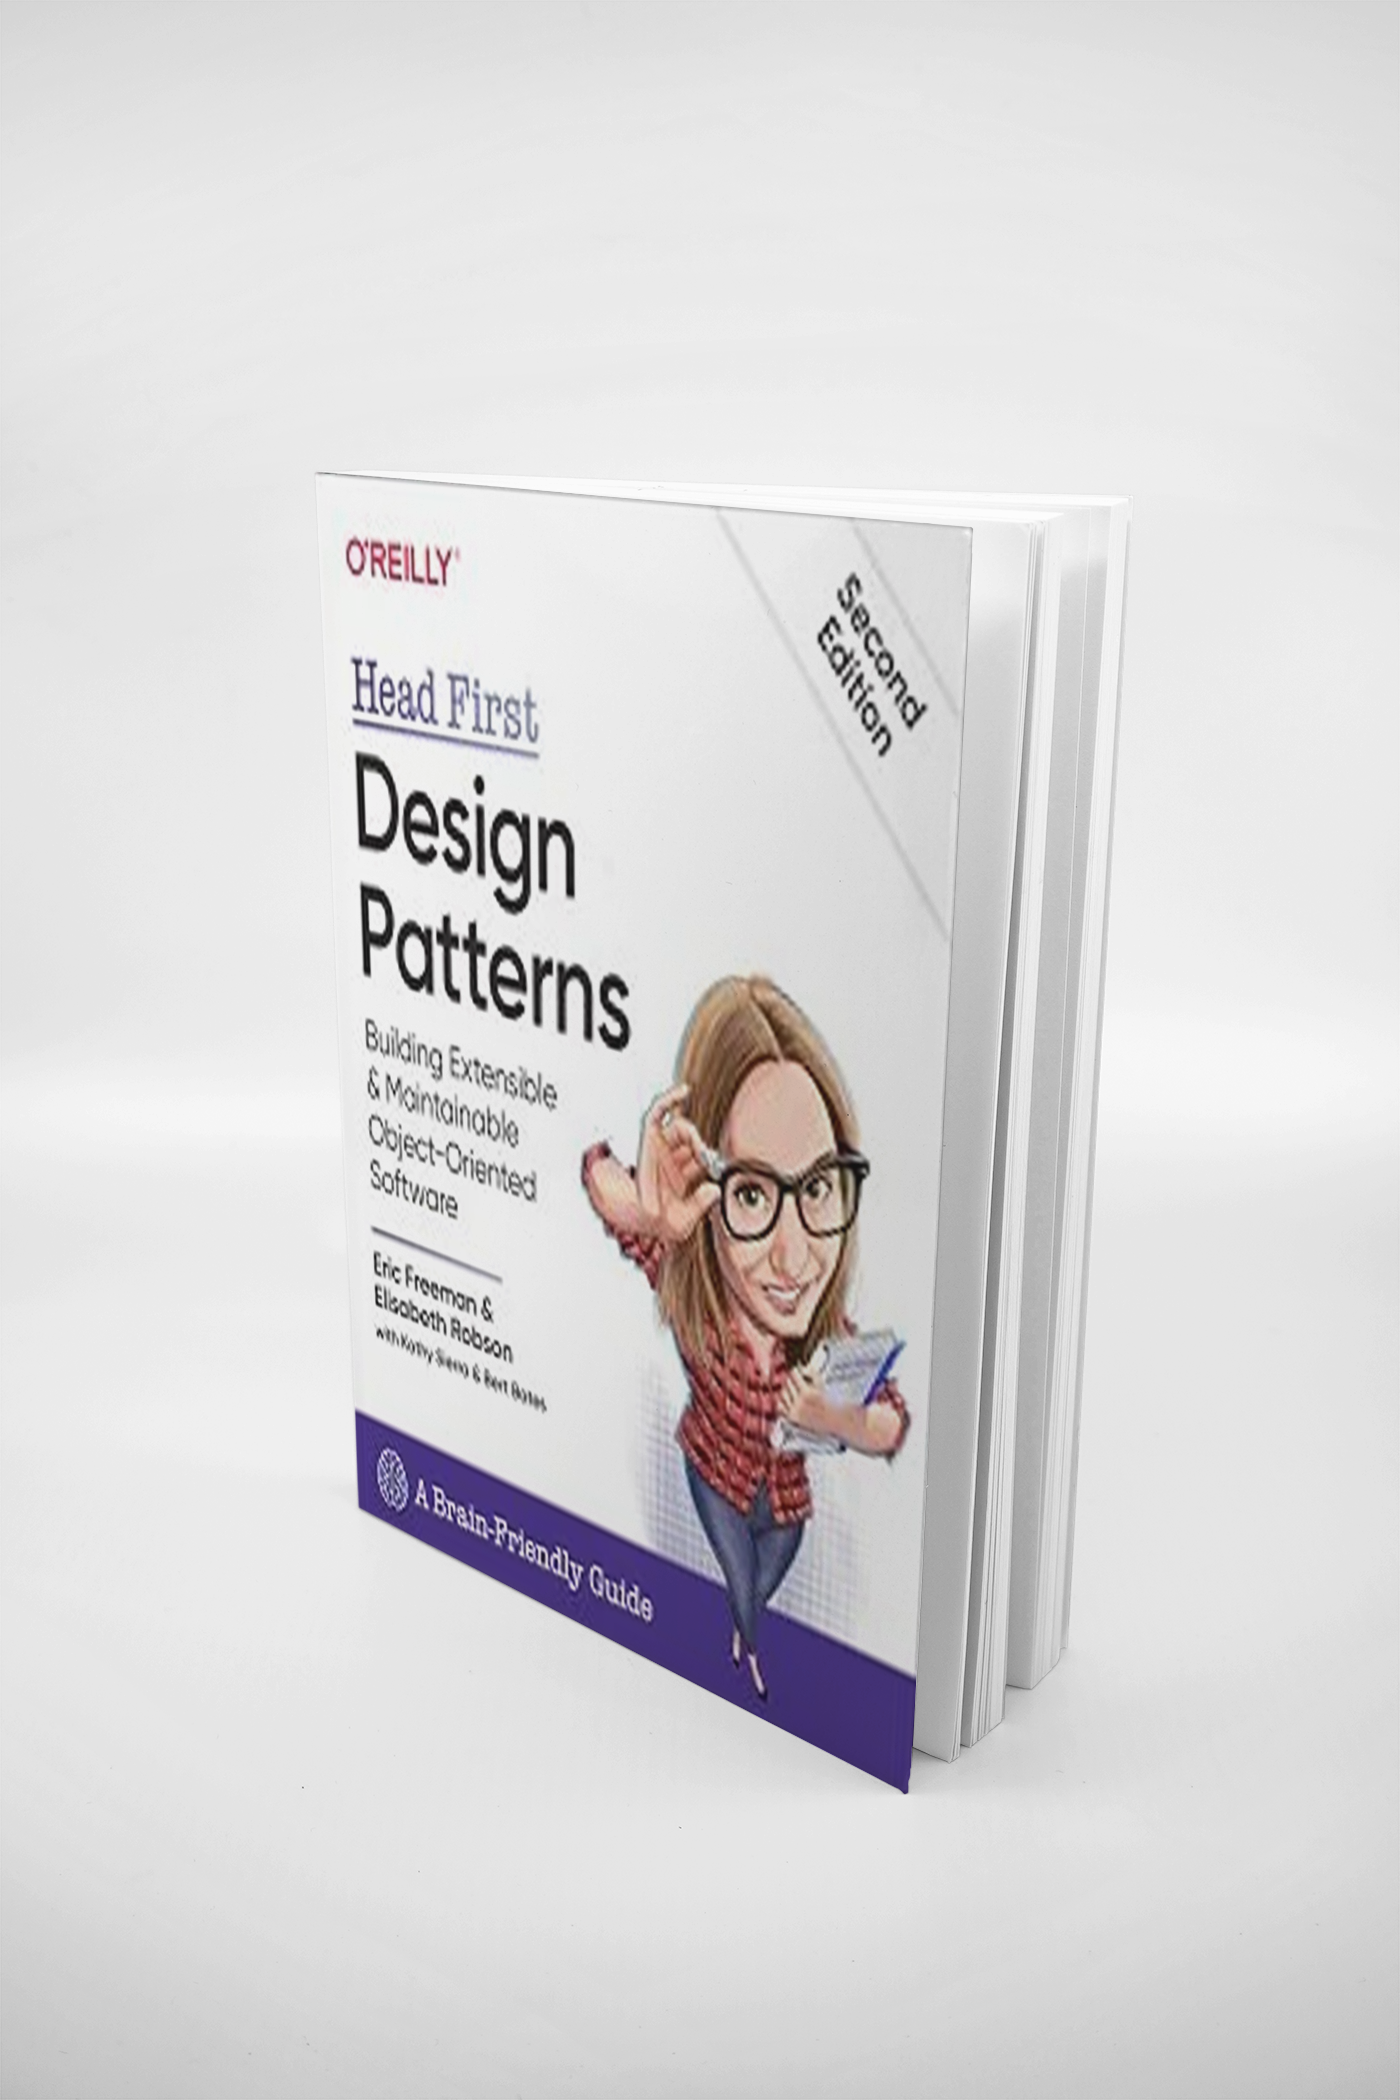 O'REILLY®
Second
Edition
Head First
Design
Patterns
Building Extensible
& Maintainable
Object-Oriented
Software
Eric Freeman &
Elisabeth Robson
with Kathy Sierra & Bert Bates
A Brain-Friendly Guide